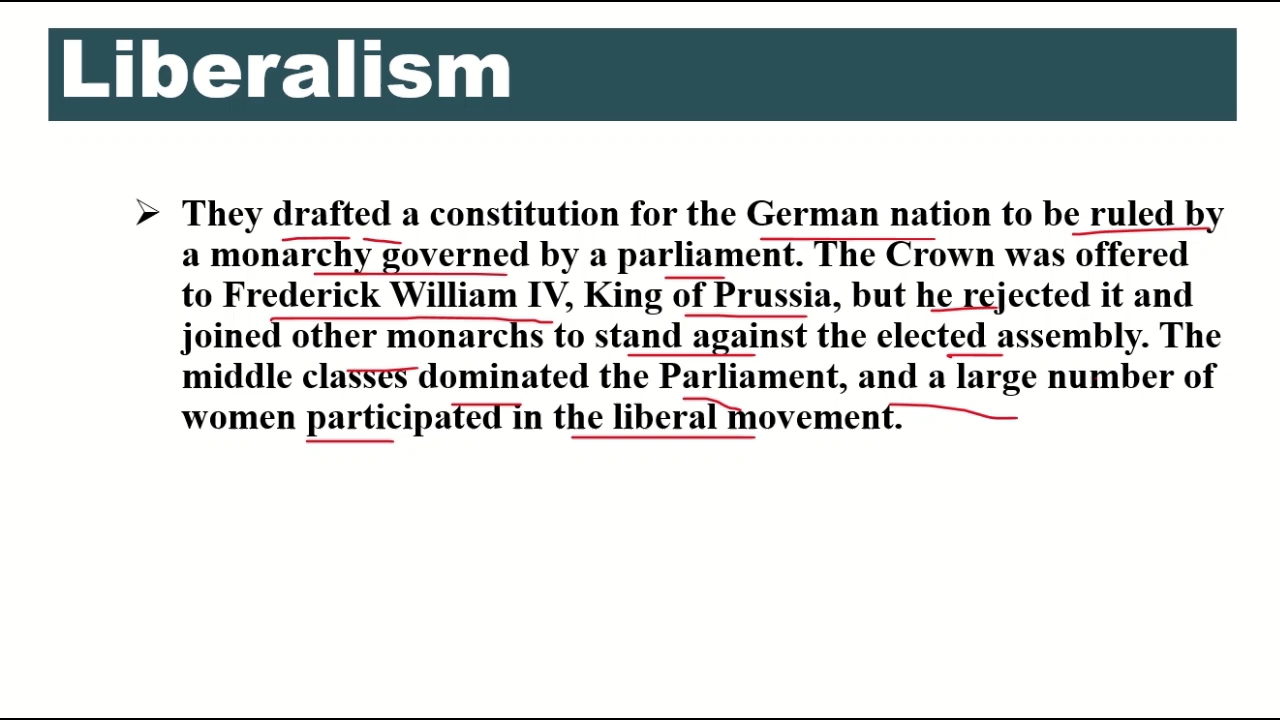 Liberalism
➢ They drafted a constitution for the German nation to be ruled by
a monarchy governed by a parliament. The Crown was offered
to Frederick William IV, King of Prussia, but he rejected it and
joined other monarchs to stand against the elected assembly. The
middle classes dominated the Parliament, and a large number of
women participated in the liberal movement.